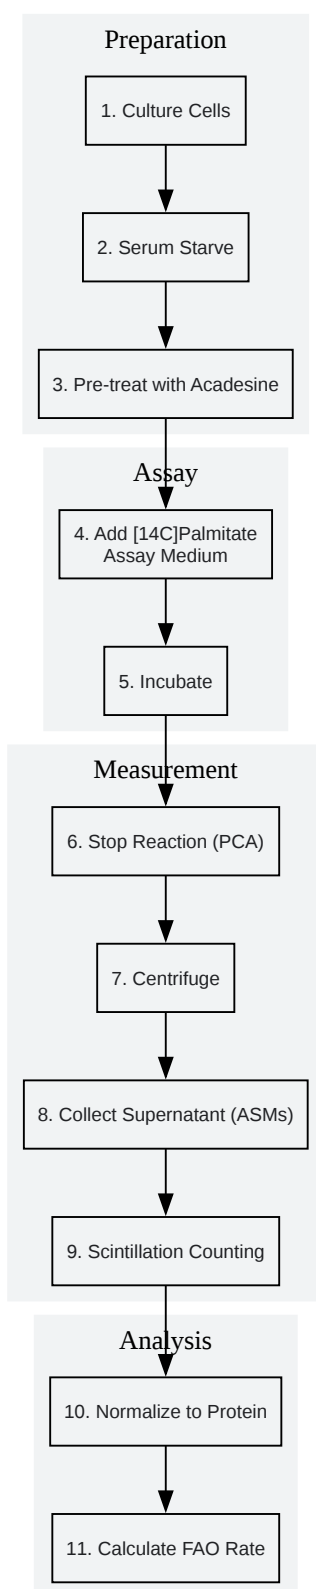 Preparation
1. Culture Cells
2. Serum Starve
3. Pre-treat with Acadesine
Assay
4. Add [14C]Palmitate
Assay Medium
5. Incubate
Measurement
6. Stop Reaction (PCA)
7. Centrifuge
8. Collect Supernatant (ASMs)
9. Scintillation Counting
Analysis
10. Normalize to Protein
11. Calculate FAO Rate